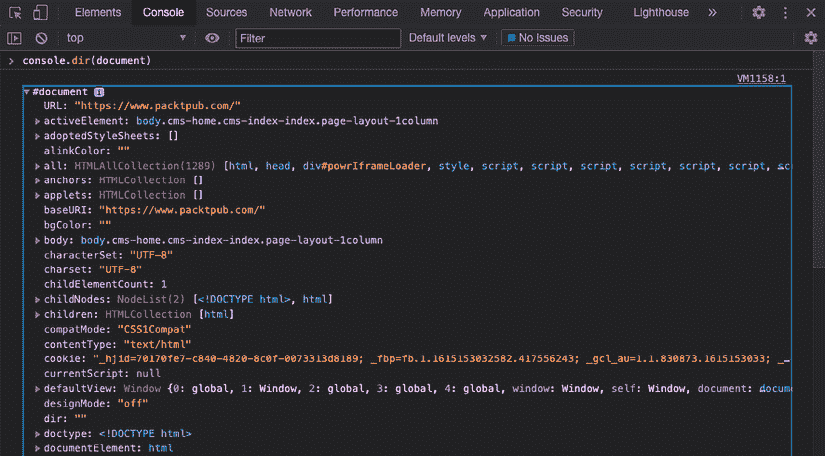 Elements Console Sources Network Performance Memory Application Security Lighthouse »
top Filter Default levels No Issues
> console.dir(document)
VM1158:1
#document i
URL: "https://www.packtpub.com/"
activeElement: body.cms-home.cms-index-index.page-layout-1column
adoptedStyleSheets: []
alinkColor: ""
all: HTMLAllCollection(1289) [html, head, div#powrIframeLoader, style, script, script, script, script, script, script, sc…
anchors: HTMLCollection []
applets: HTMLCollection []
baseURI: "https://www.packtpub.com/"
bgColor: ""
body: body.cms-home.cms-index-index.page-layout-1column
characterSet: "UTF-8"
charset: "UTF-8"
childElementCount: 1
childNodes: NodeList(2) [<!DOCTYPE html>, html]
children: HTMLCollection [html]
compatMode: "CSS1Compat"
contentType: "text/html"
cookie: "_hjid=70170fe7-c840-4820-8c0f-0073313d8189; _fbp=fb.1.1615153032582.417556243; _gcl_au=1.1.830873.1615153033; _…
currentScript: null
defaultView: Window {0: global, 1: Window, 2: global, 3: global, 4: global, window: Window, self: Window, document: docum…
designMode: "off"
dir: ""
doctype: <!DOCTYPE html>
documentElement: html